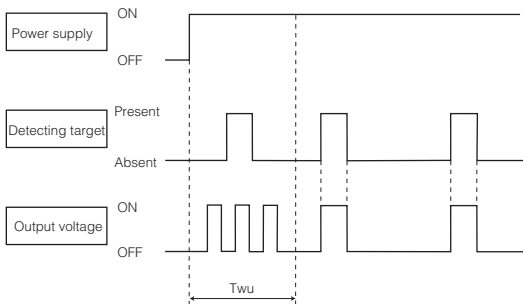 ON
Power supply
OFF
Present
Detecting target
Absent
ON
Output voltage
OFF
Twu